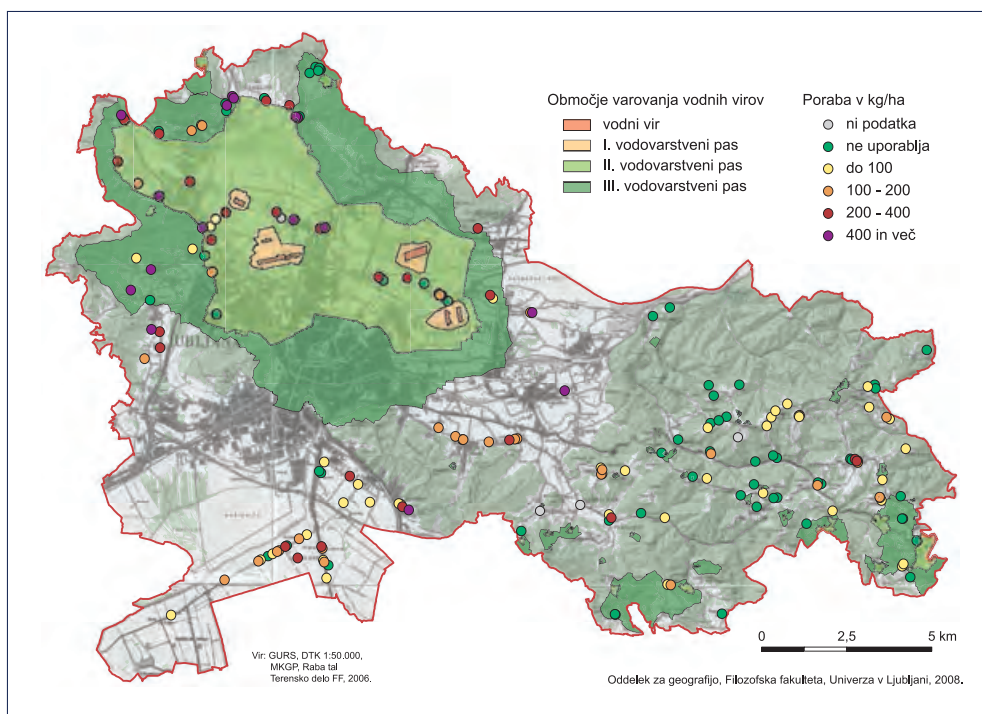 Območje varovanja vodnih virov
vodni vir
I. vodovarstveni pas
II. vodovarstveni pas
III. vodovarstveni pas
Poraba v kg/ha
ni podatka
ne uporablja
do 100
100 - 200
200 - 400
400 in več
0 2,5 5 km
Vir: GURS, DTK 1:50.000,
MKGP, Raba tal
Terensko delo FF, 2006.
Oddelek za geografijo, Filozofska fakulteta, Univerza v Ljubljani, 2008.